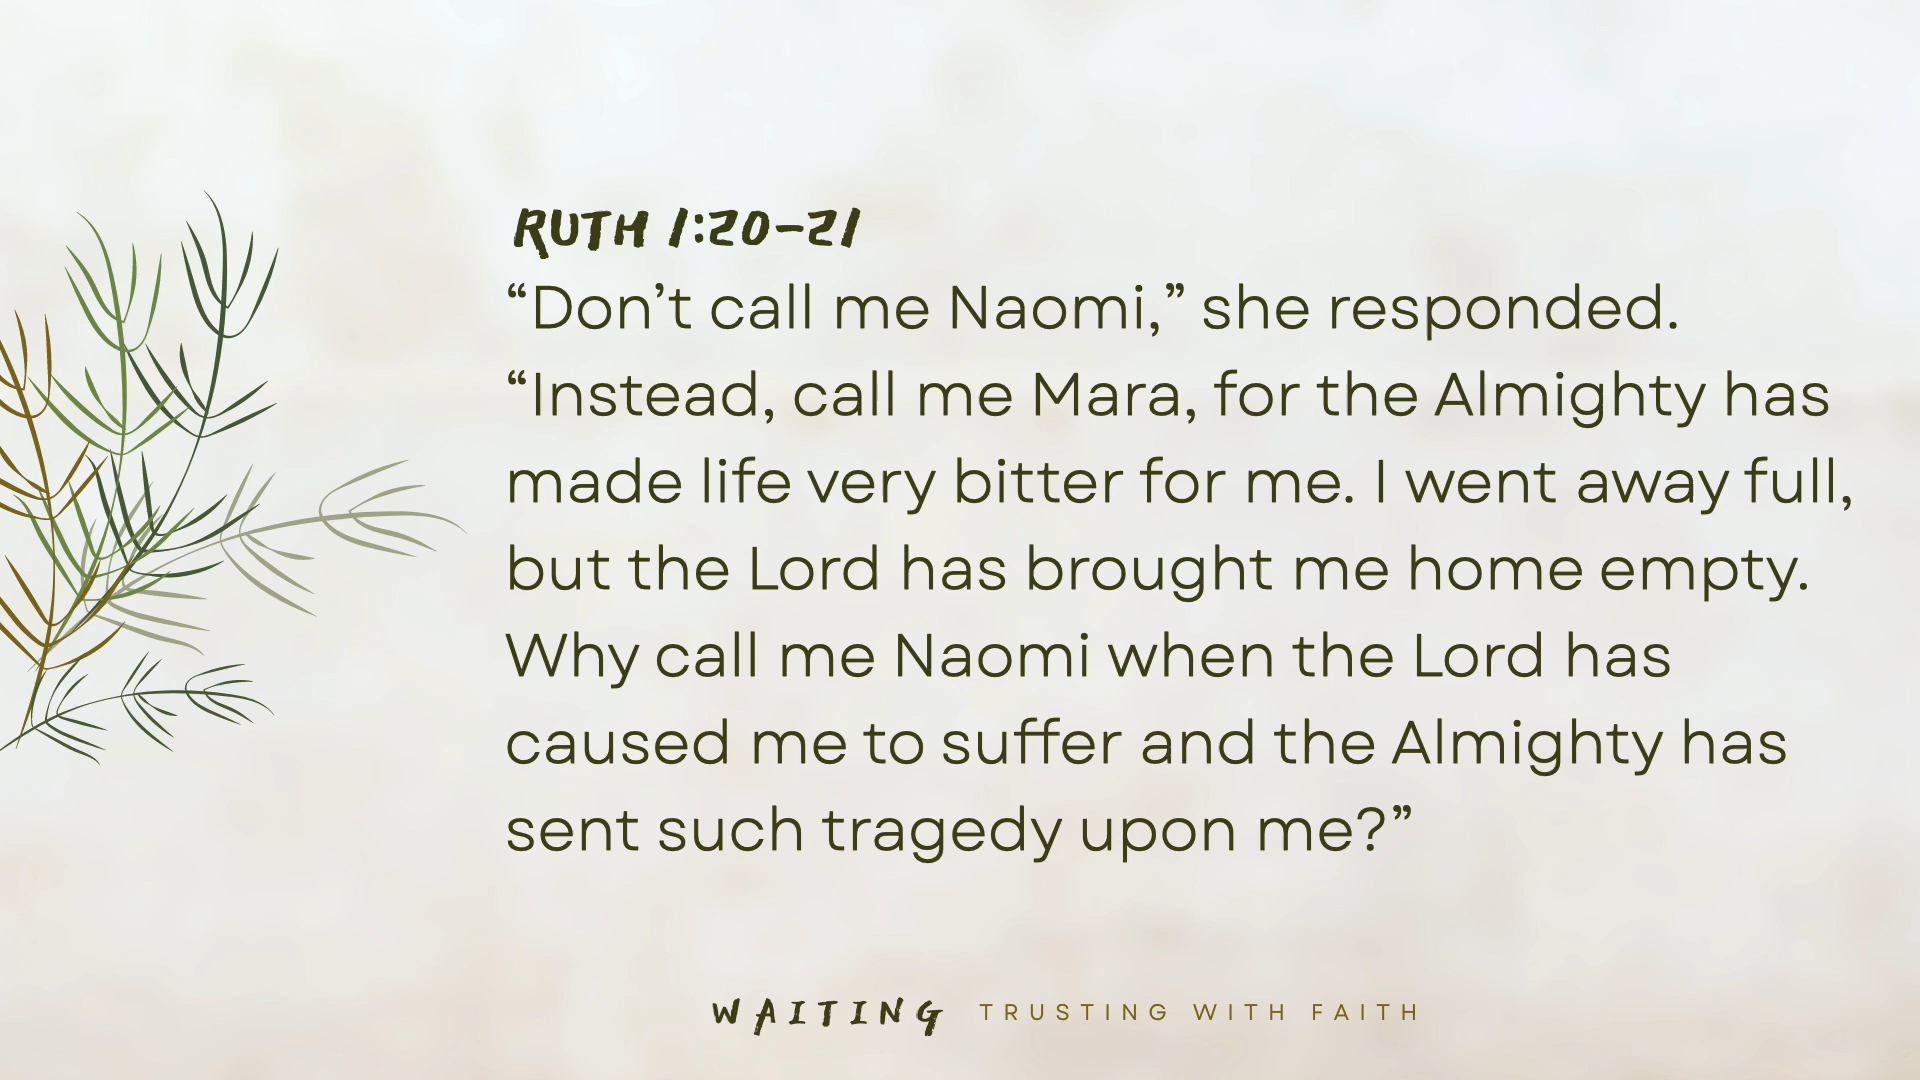 RUTH 1:20-21
“Don’t call me Naomi,” she responded.
“Instead, call me Mara, for the Almighty has
made life very bitter for me. I went away full,
but the Lord has brought me home empty.
Why call me Naomi when the Lord has
caused me to suffer and the Almighty has
sent such tragedy upon me?”
WAITING TRUSTING WITH FAITH